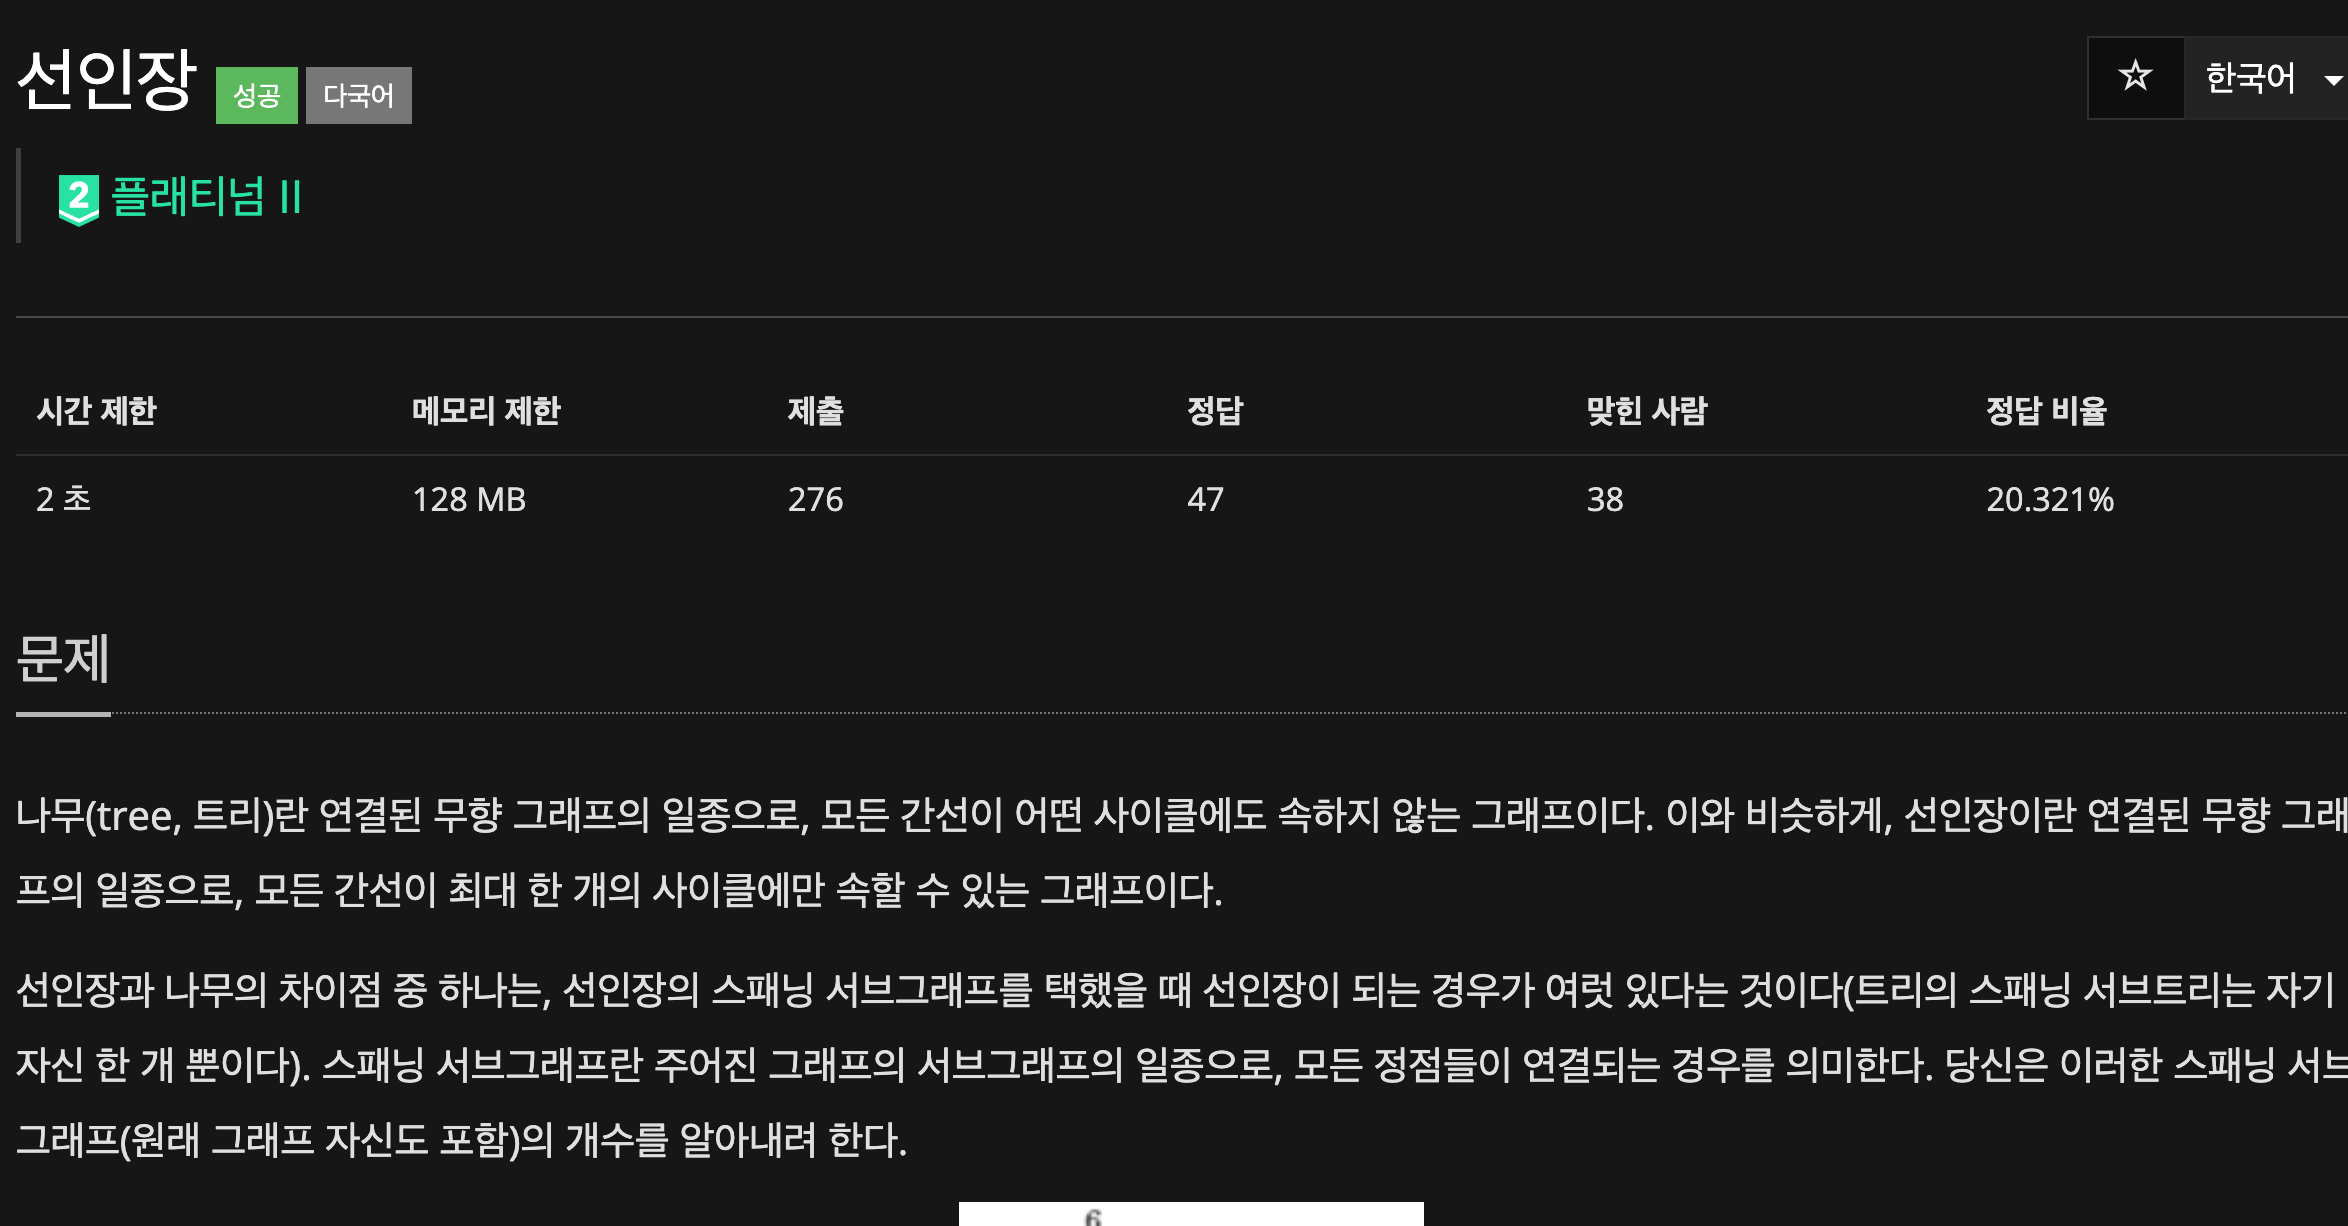 선인장 성공 다국어 ☆ 한국어
2 플래티넘 II
시간 제한 메모리 제한 제출 정답 맞힌 사람 정답 비율
2 초 128 MB 276 47 38 20.321%
문제
나무(tree, 트리)란 연결된 무향 그래프의 일종으로, 모든 간선이 어떤 사이클에도 속하지 않는 그래프이다. 이와 비슷하게, 선인장이란 연결된 무향 그래
프의 일종으로, 모든 간선이 최대 한 개의 사이클에만 속할 수 있는 그래프이다.
선인장과 나무의 차이점 중 하나는, 선인장의 스패닝 서브그래프를 택했을 때 선인장이 되는 경우가 여럿 있다는 것이다(트리의 스패닝 서브트리는 자기
자신 한 개 뿐이다). 스패닝 서브그래프란 주어진 그래프의 서브그래프의 일종으로, 모든 정점들이 연결되는 경우를 의미한다. 당신은 이러한 스패닝 서브
그래프(원래 그래프 자신도 포함)의 개수를 알아내려 한다.
6